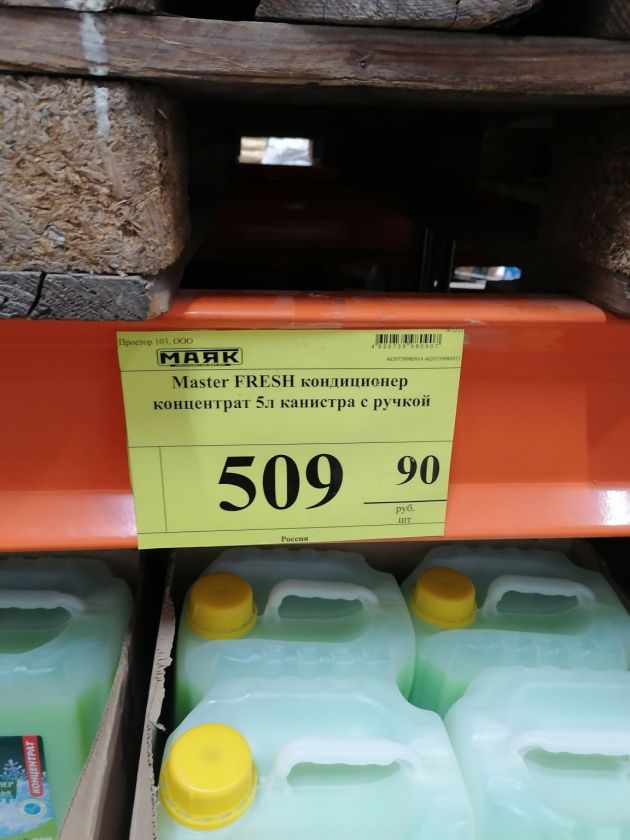 Простор 103, ООО
МАЯК
Master FRESH кондиционер
концентрат 5л канистра с ручкой
509 90
руб.
шт
Россия
КОНЦЕНТРАТ